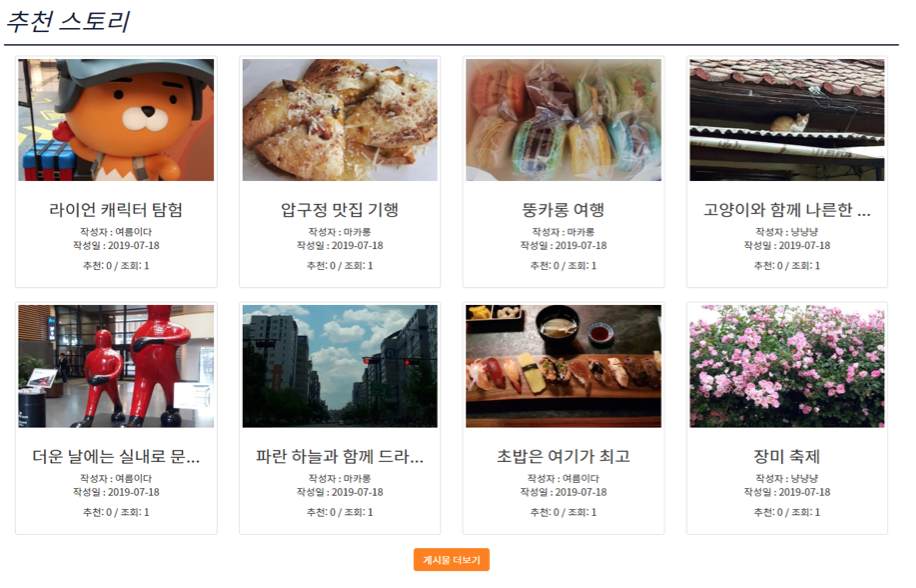 추천 스토리
라이언 캐릭터 탐험
작성자 : 여름이다
작성일 : 2019-07-18
추천: 0 / 조회: 1
압구정 맛집 기행
작성자 : 마카롱
작성일 : 2019-07-18
추천: 0 / 조회: 1
뚱카롱 여행
작성자 : 마카롱
작성일 : 2019-07-18
추천: 0 / 조회: 1
고양이와 함께 나른한 ...
작성자 : 냥냥냥
작성일 : 2019-07-18
추천: 0 / 조회: 1
더운 날에는 실내로 문...
작성자 : 여름이다
작성일 : 2019-07-18
추천: 0 / 조회: 1
파란 하늘과 함께 드라...
작성자 : 마카롱
작성일 : 2019-07-18
추천: 0 / 조회: 1
초밥은 여기가 최고
작성자 : 여름이다
작성일 : 2019-07-18
추천: 0 / 조회: 1
장미 축제
작성자 : 냥냥냥
작성일 : 2019-07-18
추천: 0 / 조회: 1
게시물 더보기